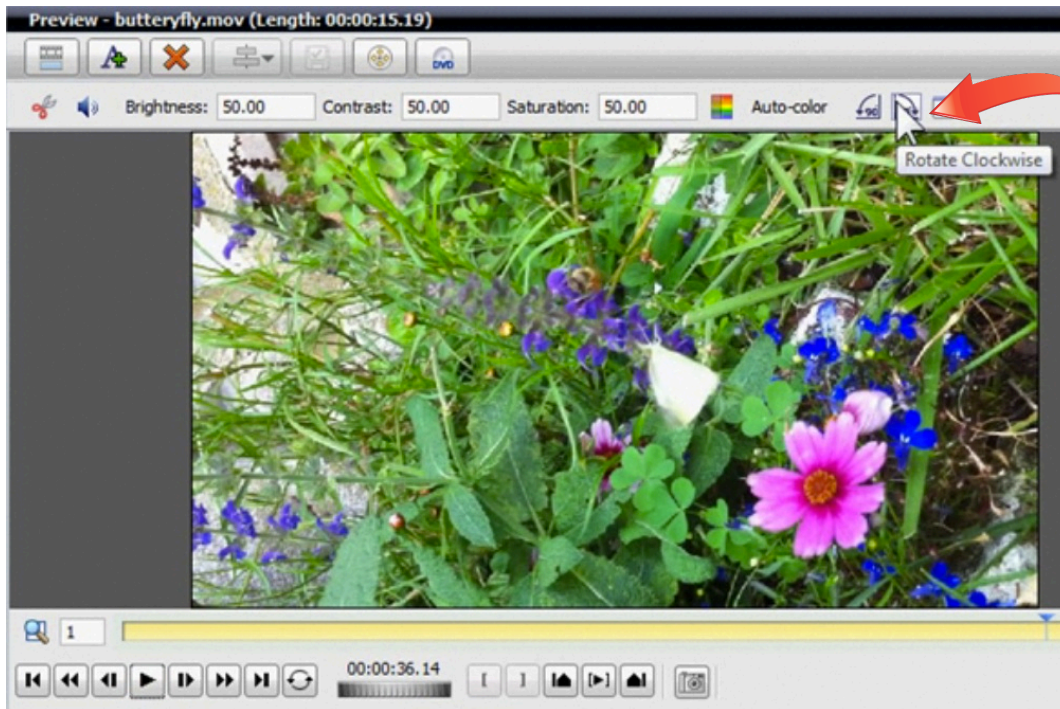 Preview - butteryfly.mov (Length: 00:00:15.19)
DVD
Brightness: 50.00 Contrast: 50.00 Saturation: 50.00 Auto-color +90
Rotate Clockwise
1
00:00:36.14